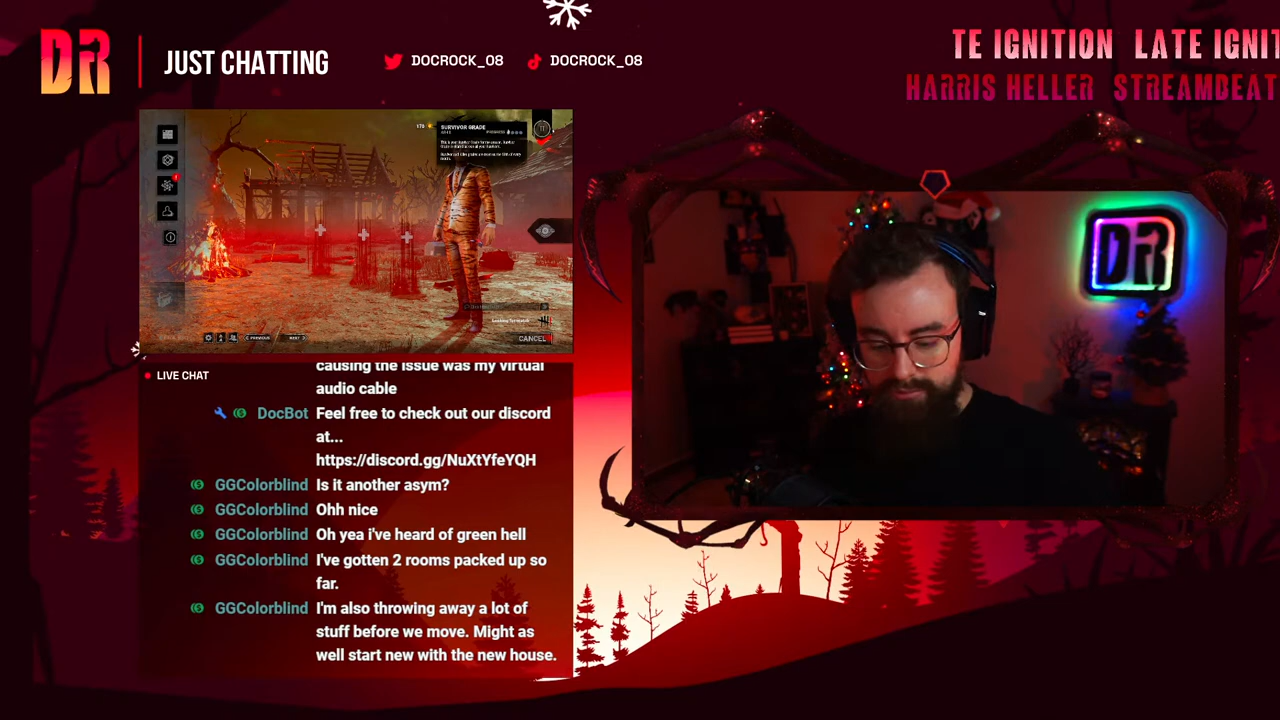 DR
JUST CHATTING
DOCROCK_08
DOCROCK_08
TE IGNITION LATE IGNIT
HARRIS HELLER STREAMBEAT
170
SURVIVOR GRADE
CANCEL
PREVIOUS
NEXT
LIVE CHAT
causing the issue was my virtual
audio cable
DocBot Feel free to check out our discord
at...
https://discord.gg/NuXtYfeYQH
GGColorblind Is it another asym?
GGColorblind Ohh nice
GGColorblind Oh yea i've heard of green hell
GGColorblind I've gotten 2 rooms packed up so
far.
GGColorblind I'm also throwing away a lot of
stuff before we move. Might as
well start new with the new house.
DR